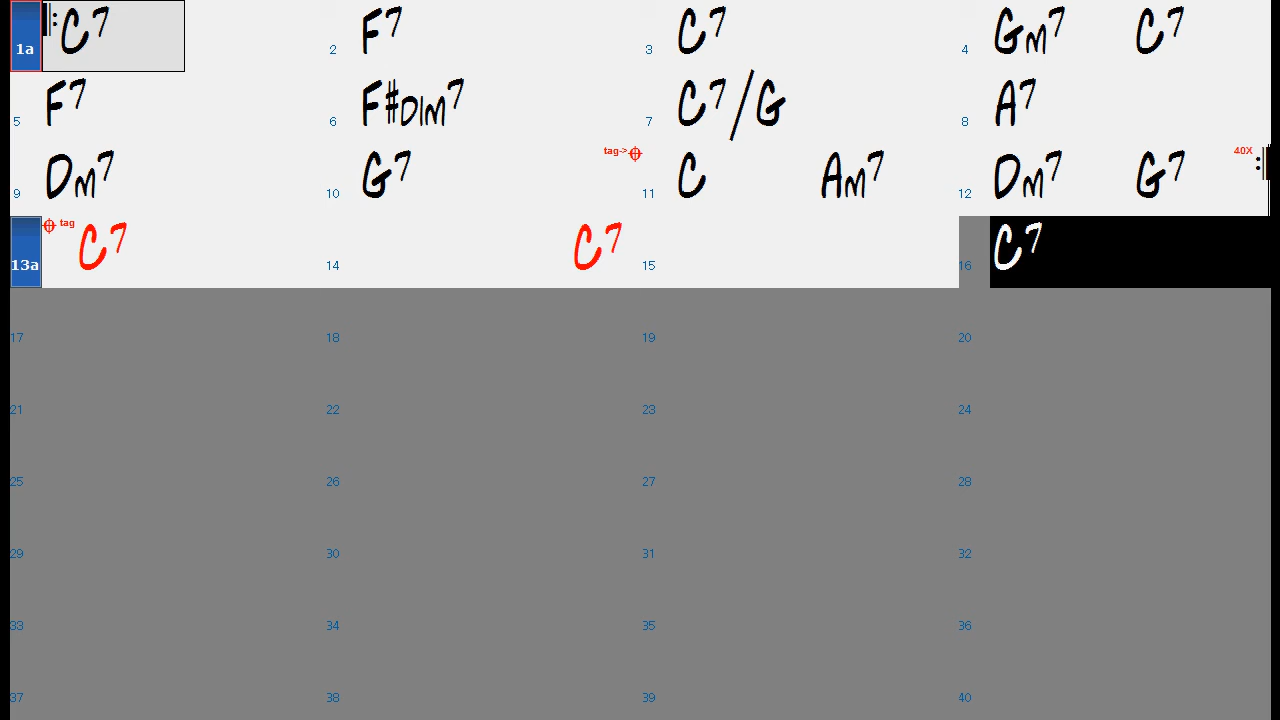 1a C7 2 F7 3 C7 4 Gm7 C7
5 F7 6 F#DIM7 7 C7/G 8 A7
9 Dm7 10 G7 tag-> 11 C Am7 12 Dm7 G7 40X
13a tag C7 14 C7 15 16 C7
17 18 19 20
21 22 23 24
25 26 27 28
29 30 31 32
33 34 35 36
37 38 39 40